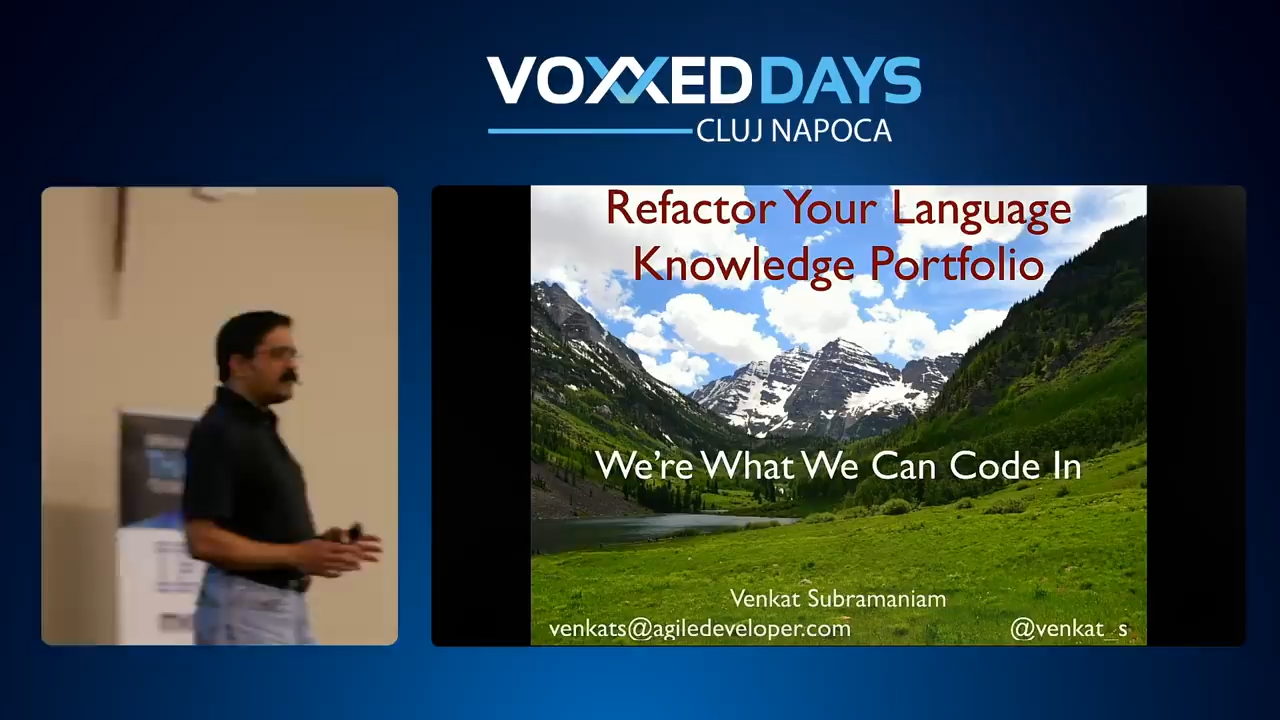 VOXXED DAYS
CLUJ NAPOCA
Refactor Your Language
Knowledge Portfolio
We're What We Can Code In
Venkat Subramaniam
venkats@agiledeveloper.com
@venkat_s